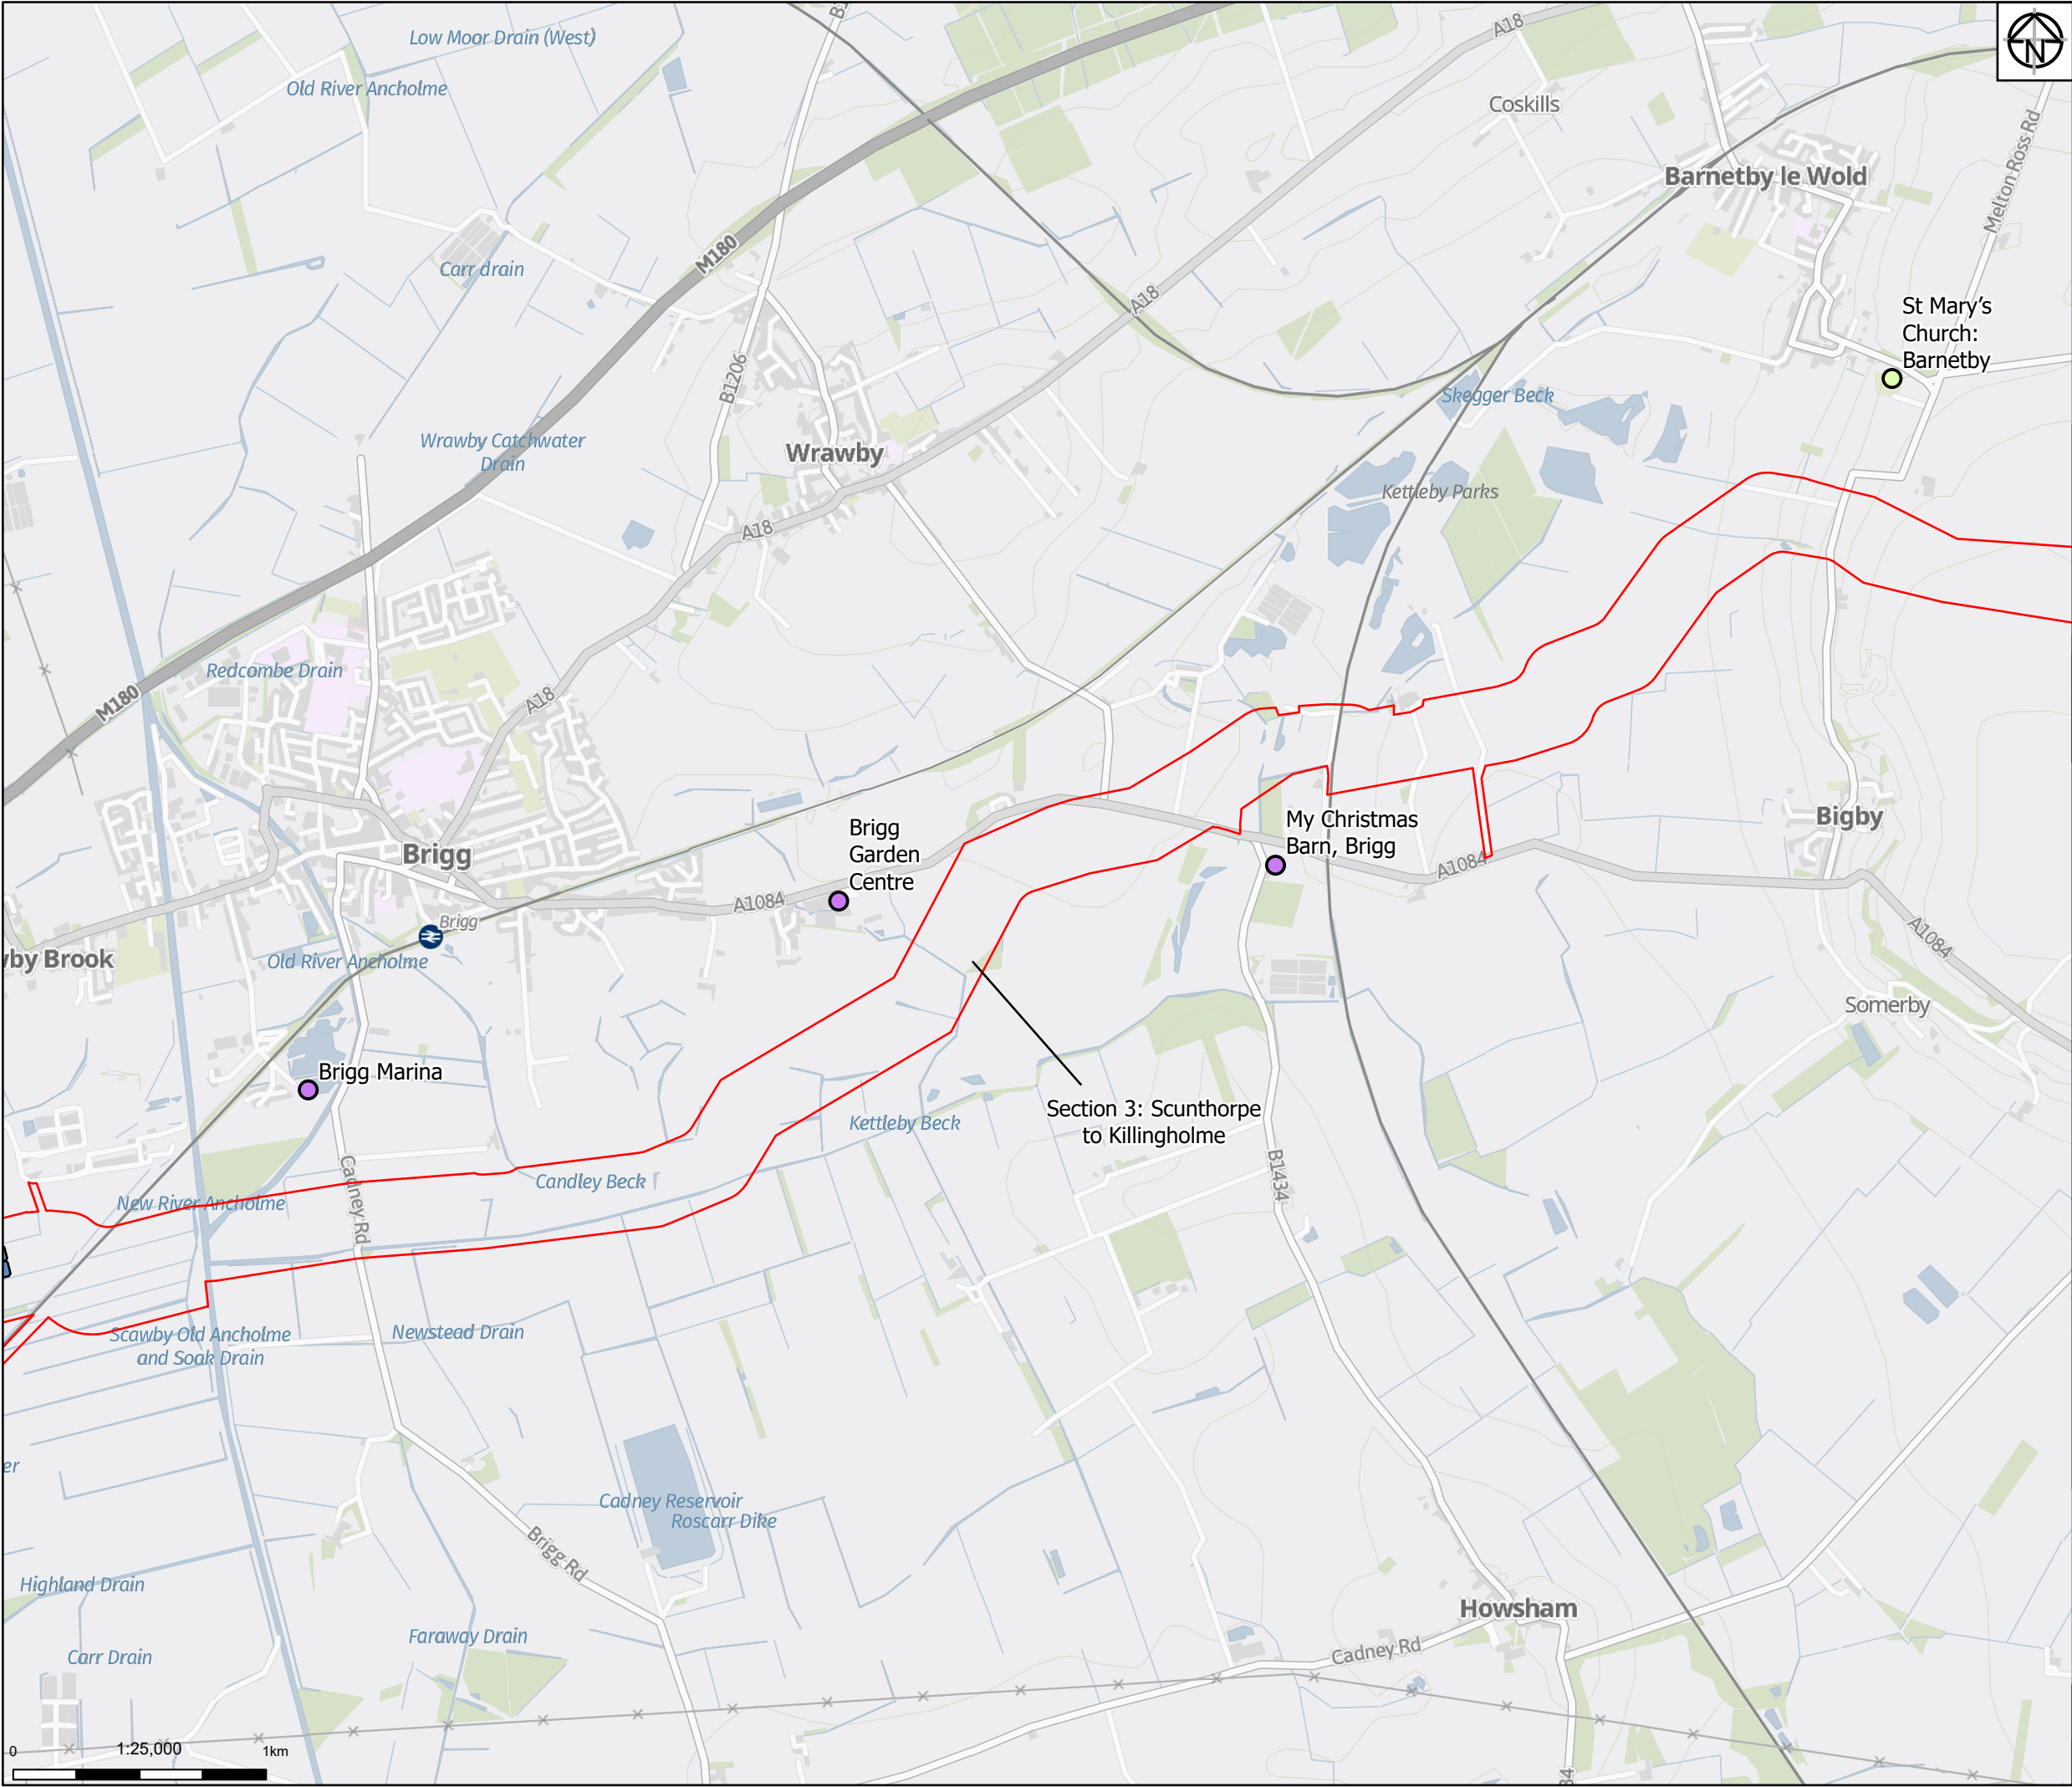 B1
Low Moor Drain (West)
A18
N
Old River Ancholme
Coskills
Melton Ross Rd
Barnetby le Wold
M180
Carr drain
A18
St Mary's
Church:
Barnetby
B1206
Skegger Beck
Wrawby Catchwater
Drain
Wrawby
Kettleby Parks
A18
Redcombe Drain
M180
A18
Brigg
Garden
Centre
My Christmas
Barn, Brigg
Bigby
Brigg
A1084
A1084
Brigg
A1084
wby Brook
Old River Ancholme
Somerby
Brigg Marina
Section 3: Scunthorpe
to Killingholme
Kettleby Beck
Cadney Rd
Candley Beck
B1434
New River Ancholme
Scawby Old Ancholme
and Soak Drain
Newstead Drain
er
Cadney Reservoir
Roscarr Dike
Brigg Rd
Highland Drain
Howsham
Faraway Drain
Cadney Rd
Carr Drain
0
1:25,000
1km
34